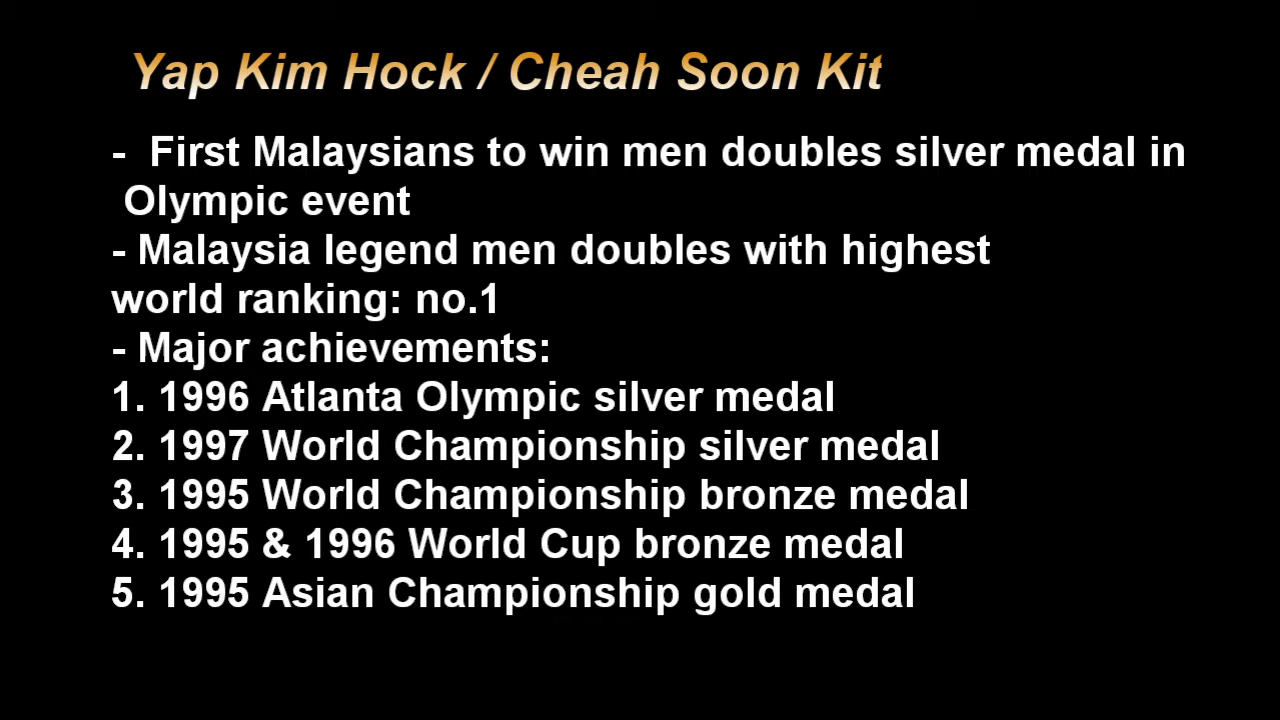 Yap Kim Hock / Cheah Soon Kit
- First Malaysians to win men doubles silver medal in
Olympic event
- Malaysia legend men doubles with highest
world ranking: no.1
- Major achievements:
1. 1996 Atlanta Olympic silver medal
2. 1997 World Championship silver medal
3. 1995 World Championship bronze medal
4. 1995 & 1996 World Cup bronze medal
5. 1995 Asian Championship gold medal